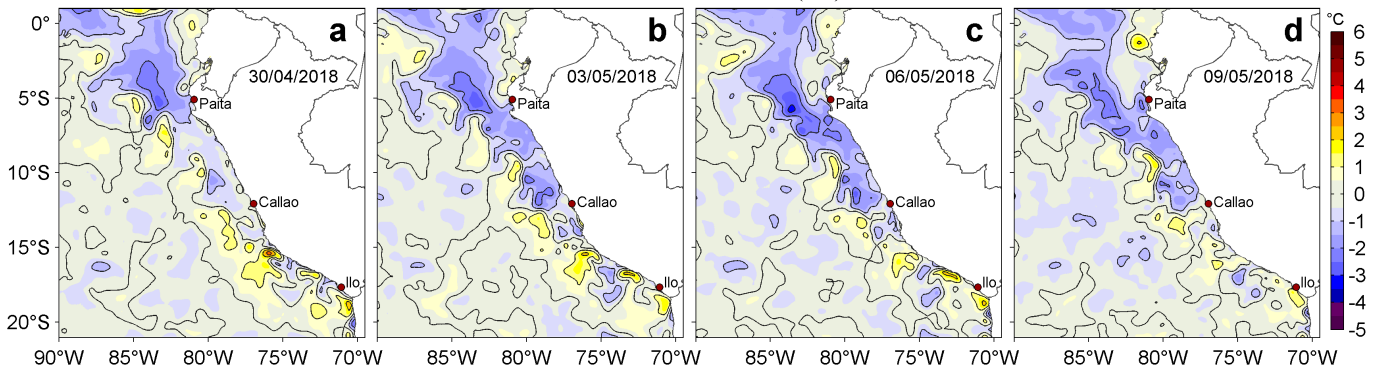 a
b
c
d
°C
0°
5°S
10°S
15°S
20°S
30/04/2018
03/05/2018
06/05/2018
09/05/2018
Paita
Paita
Paita
Paita
Callao
Callao
Callao
Callao
Ilo
Ilo
Ilo
Ilo
6
5
4
3
2
1
0
-1
-2
-3
-4
-5
90°W 85°W 80°W 75°W 70°W
85°W 80°W 75°W 70°W
85°W 80°W 75°W 70°W
85°W 80°W 75°W 70°W